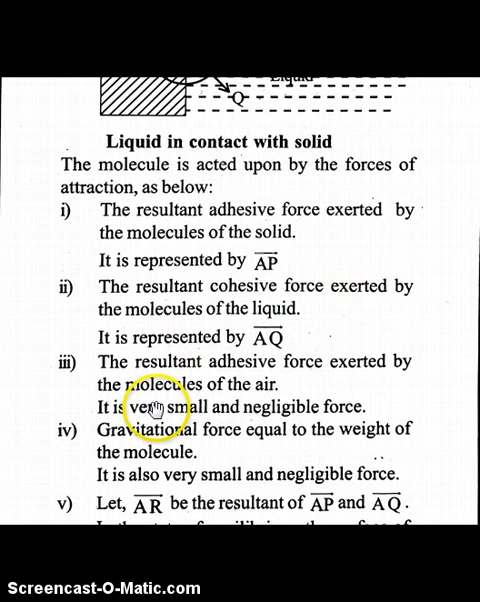 Liquid
Q
Liquid in contact with solid
The molecule is acted upon by the forces of
attraction, as below:
i) The resultant adhesive force exerted by
the molecules of the solid.
It is represented by AP
ii) The resultant cohesive force exerted by
the molecules of the liquid.
It is represented by AQ
iii) The resultant adhesive force exerted by
the molecules of the air.
It is very small and negligible force.
iv) Gravitational force equal to the weight of
the molecule.
It is also very small and negligible force.
v) Let, AR be the resultant of AP and AQ.
Screencast-O-Matic.com